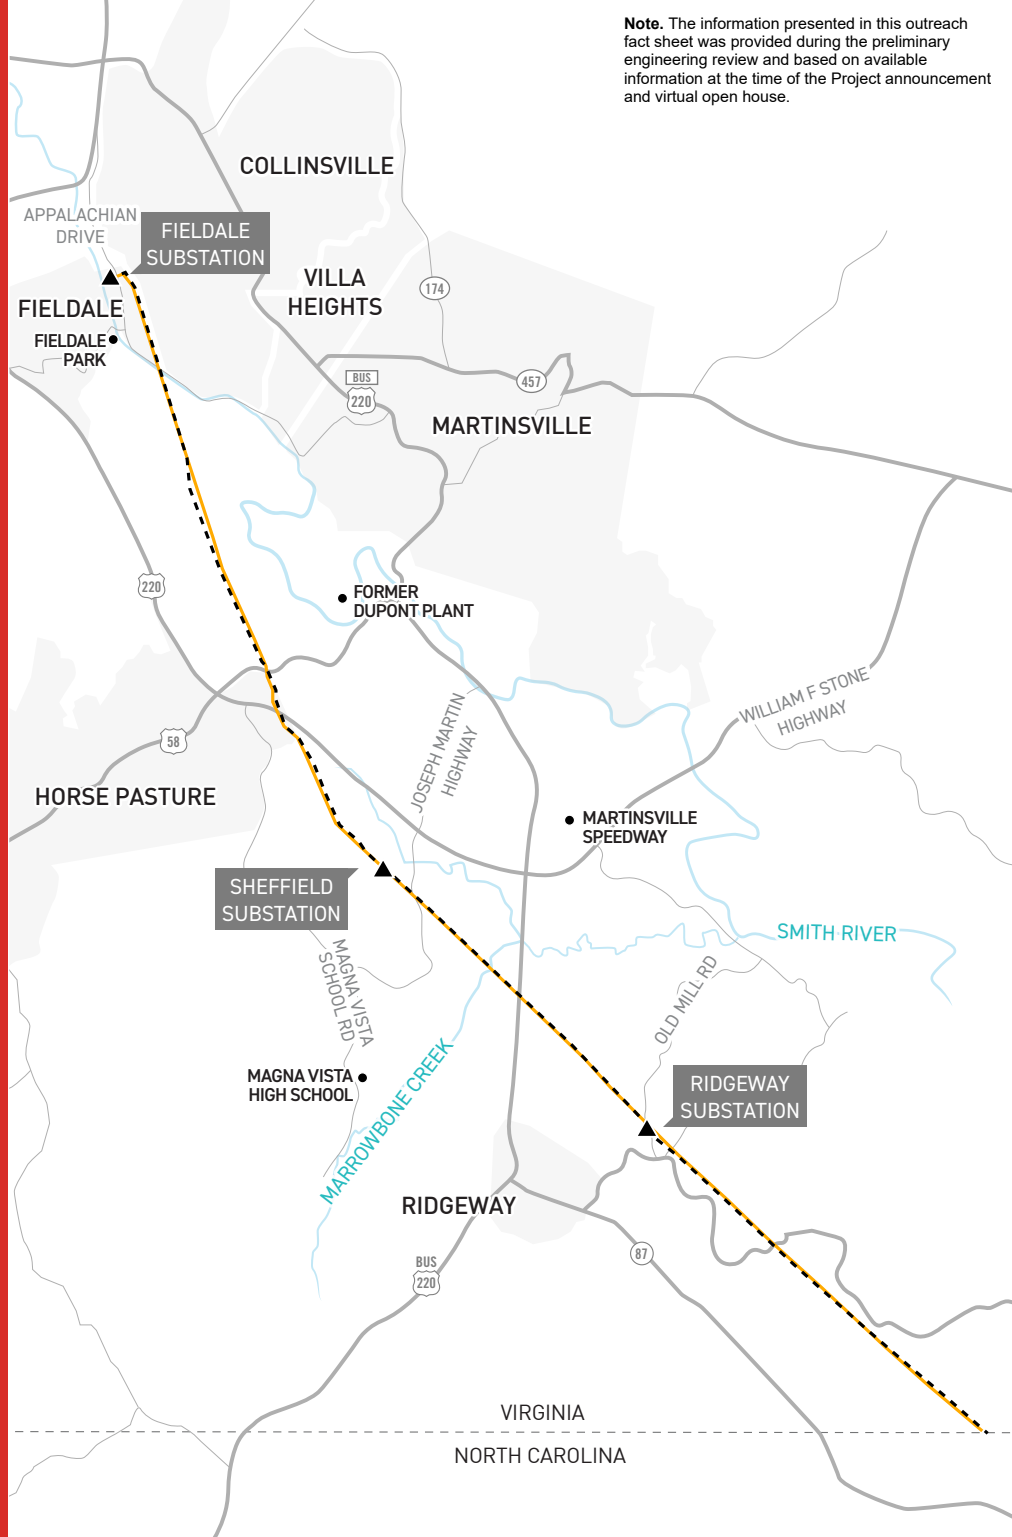 Note. The information presented in this outreach
fact sheet was provided during the preliminary
engineering review and based on available
information at the time of the Project announcement
and virtual open house.
COLLINSVILLE
APPALACHIAN
DRIVE
FIELDALE
SUBSTATION
VILLA
HEIGHTS
174
FIELDALE
FIELDALE
PARK
BUS
220
457
MARTINSVILLE
220
FORMER
DUPONT PLANT
WILLIAM F STONE
HIGHWAY
JOSEPH MARTIN
HIGHWAY
58
HORSE PASTURE
MARTINSVILLE
SPEEDWAY
SHEFFIELD
SUBSTATION
SMITH RIVER
MAGNA VISTA
SCHOOL RD
OLD MILL RD
MAGNA VISTA
HIGH SCHOOL
MARROWBONE CREEK
RIDGEWAY
SUBSTATION
RIDGEWAY
BUS
220
87
VIRGINIA
NORTH CAROLINA